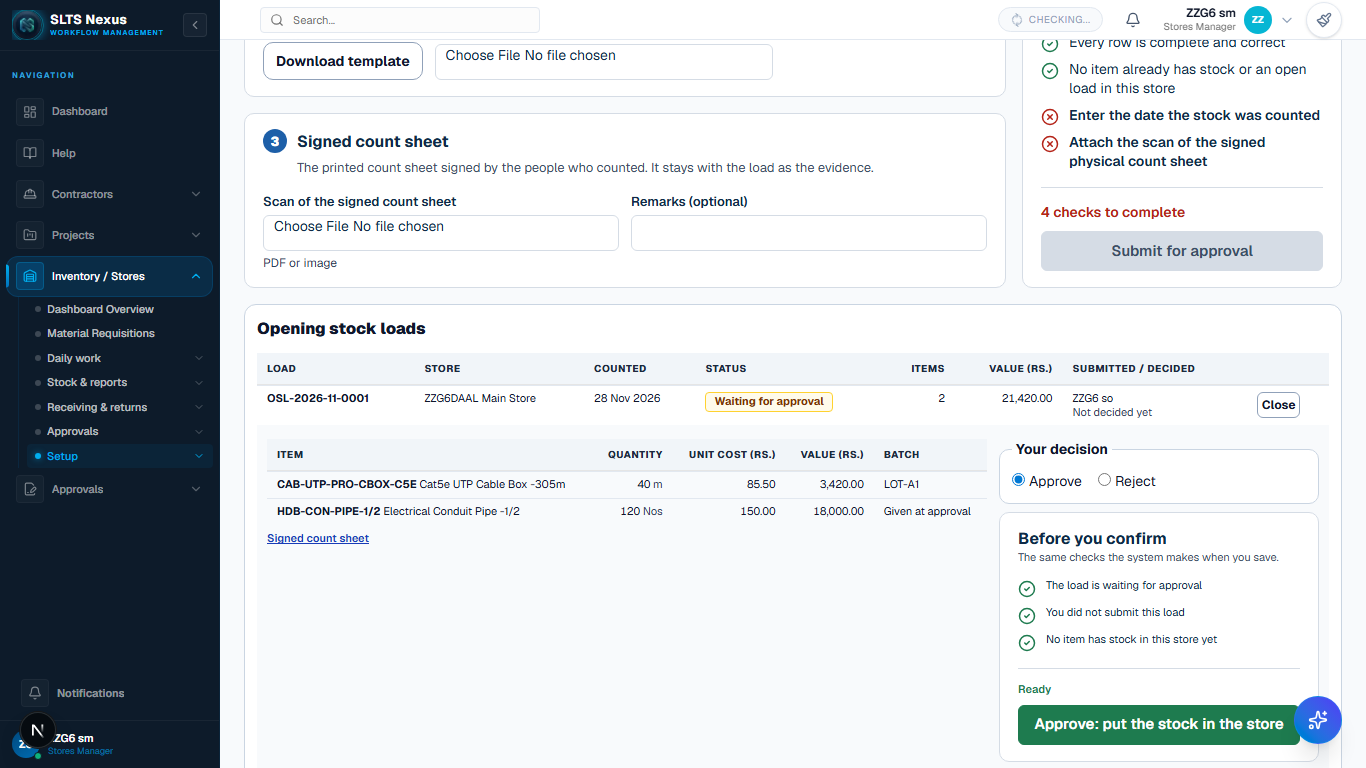 SLTS Nexus
WORKFLOW MANAGEMENT
Search...
CHECKING...
ZZG6 sm
Stores Manager
ZZ
NAVIGATION
Dashboard
Help
Contractors
Projects
Inventory / Stores
Dashboard Overview
Material Requisitions
Daily work
Stock & reports
Receiving & returns
Approvals
Setup
Approvals
Notifications
N
ZZG6 sm
Stores Manager
Download template
Choose File No file chosen
3 Signed count sheet
The printed count sheet signed by the people who counted. It stays with the load as the evidence.
Scan of the signed count sheet
Remarks (optional)
Choose File No file chosen
PDF or image
Every row is complete and correct
No item already has stock or an open
load in this store
Enter the date the stock was counted
Attach the scan of the signed
physical count sheet
4 checks to complete
Submit for approval
Opening stock loads
LOAD STORE COUNTED STATUS ITEMS VALUE (RS.) SUBMITTED / DECIDED
OSL-2026-11-0001 ZZG6DAAL Main Store 28 Nov 2026 Waiting for approval 2 21,420.00 ZZG6 so
Not decided yet
Close
ITEM QUANTITY UNIT COST (RS.) VALUE (RS.) BATCH
CAB-UTP-PRO-CBOX-C5E Cat5e UTP Cable Box -305m 40 m 85.50 3,420.00 LOT-A1
HDB-CON-PIPE-1/2 Electrical Conduit Pipe -1/2 120 Nos 150.00 18,000.00 Given at approval
Signed count sheet
Your decision
Approve Reject
Before you confirm
The same checks the system makes when you save.
The load is waiting for approval
You did not submit this load
No item has stock in this store yet
Ready
Approve: put the stock in the store